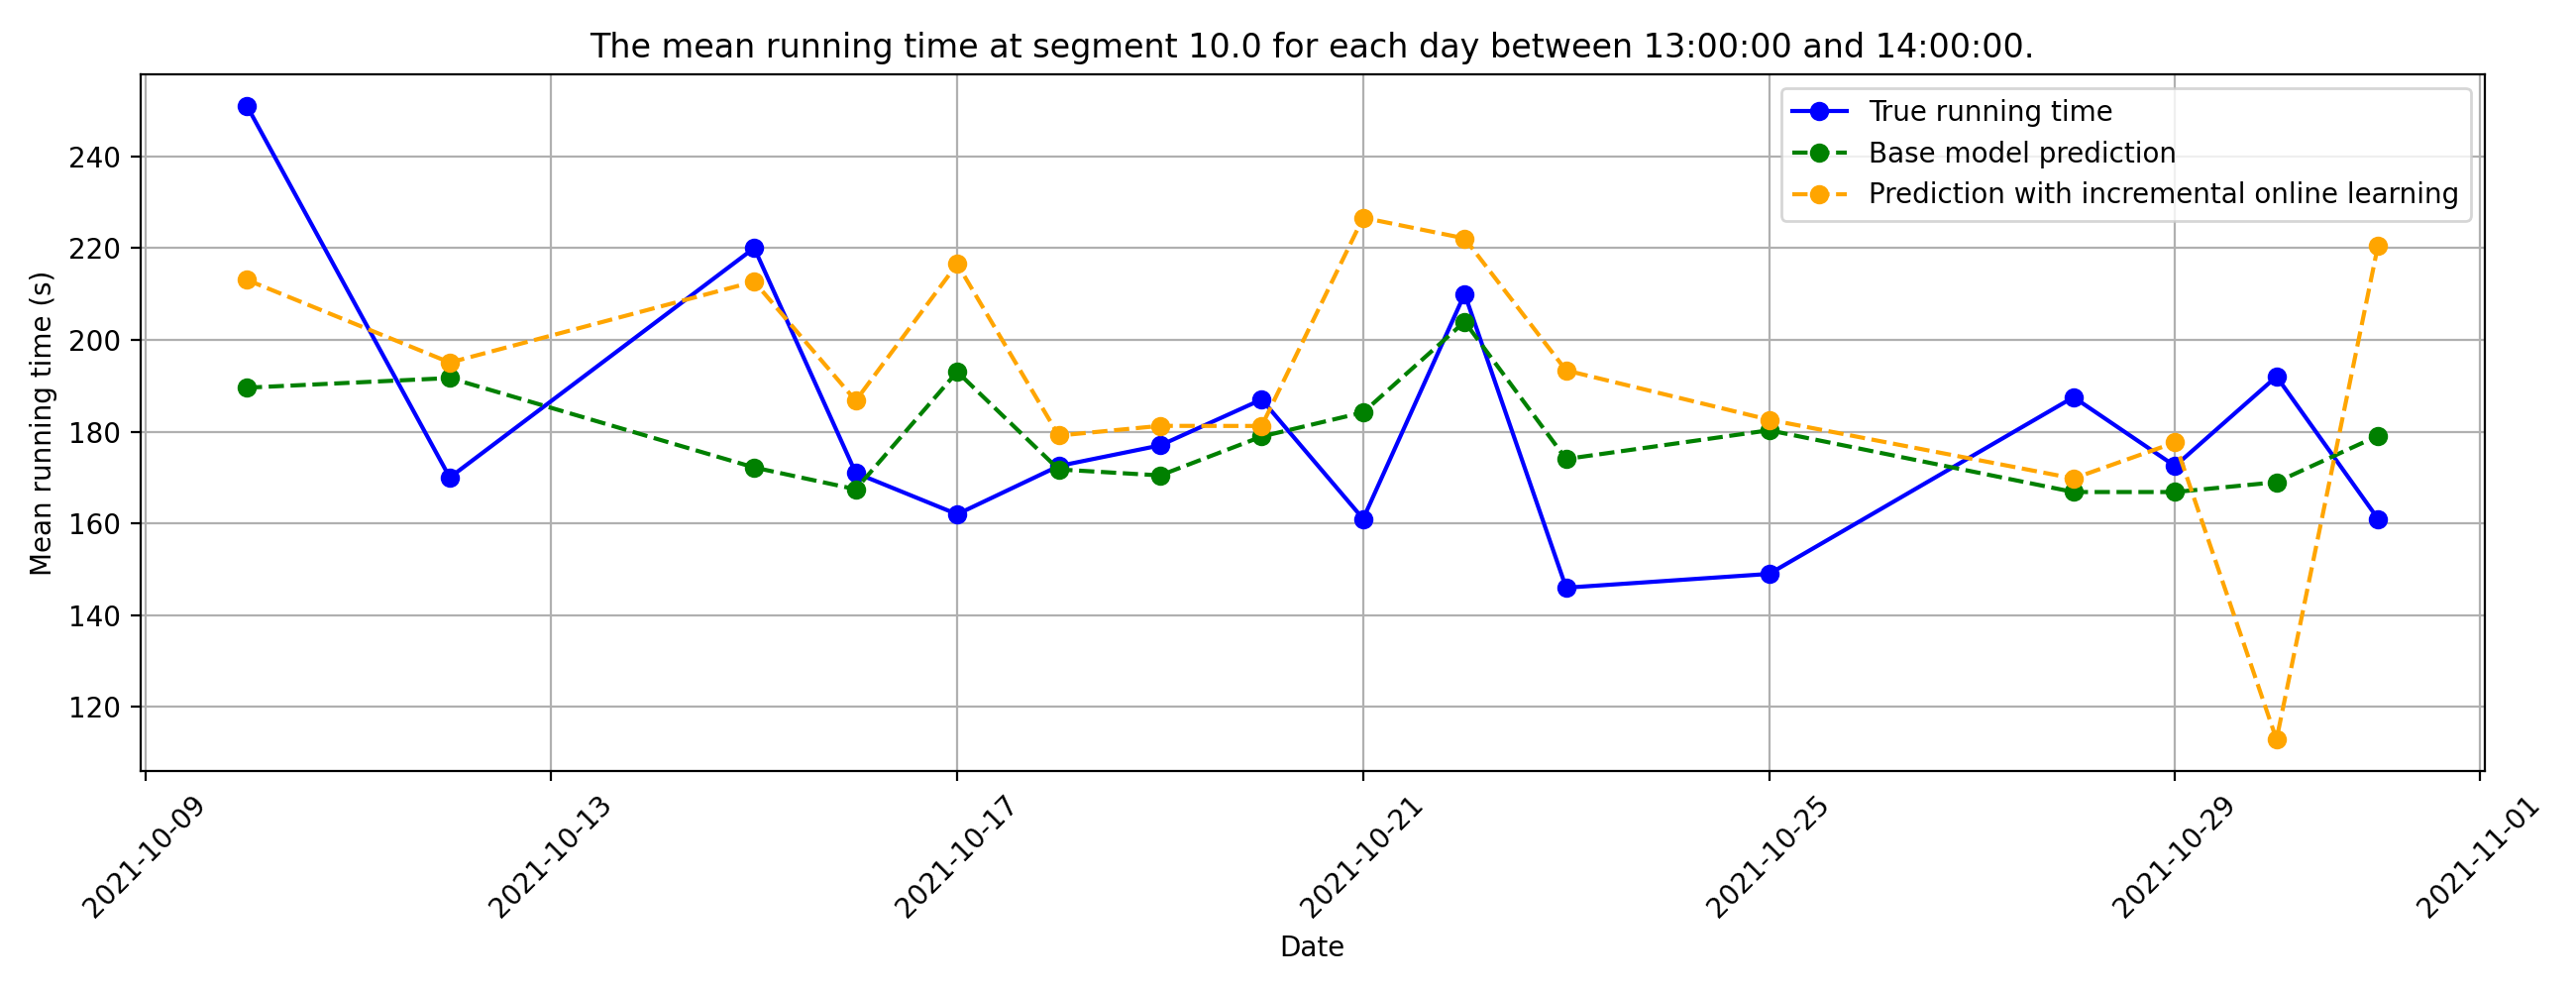 The mean running time at segment 10.0 for each day between 13:00:00 and 14:00:00.
True running time
Base model prediction
Prediction with incremental online learning
Mean running time (s)
240
220
200
180
160
140
120
2021-10-09
2021-10-13
2021-10-17
2021-10-21
2021-10-25
2021-10-29
2021-11-01
Date